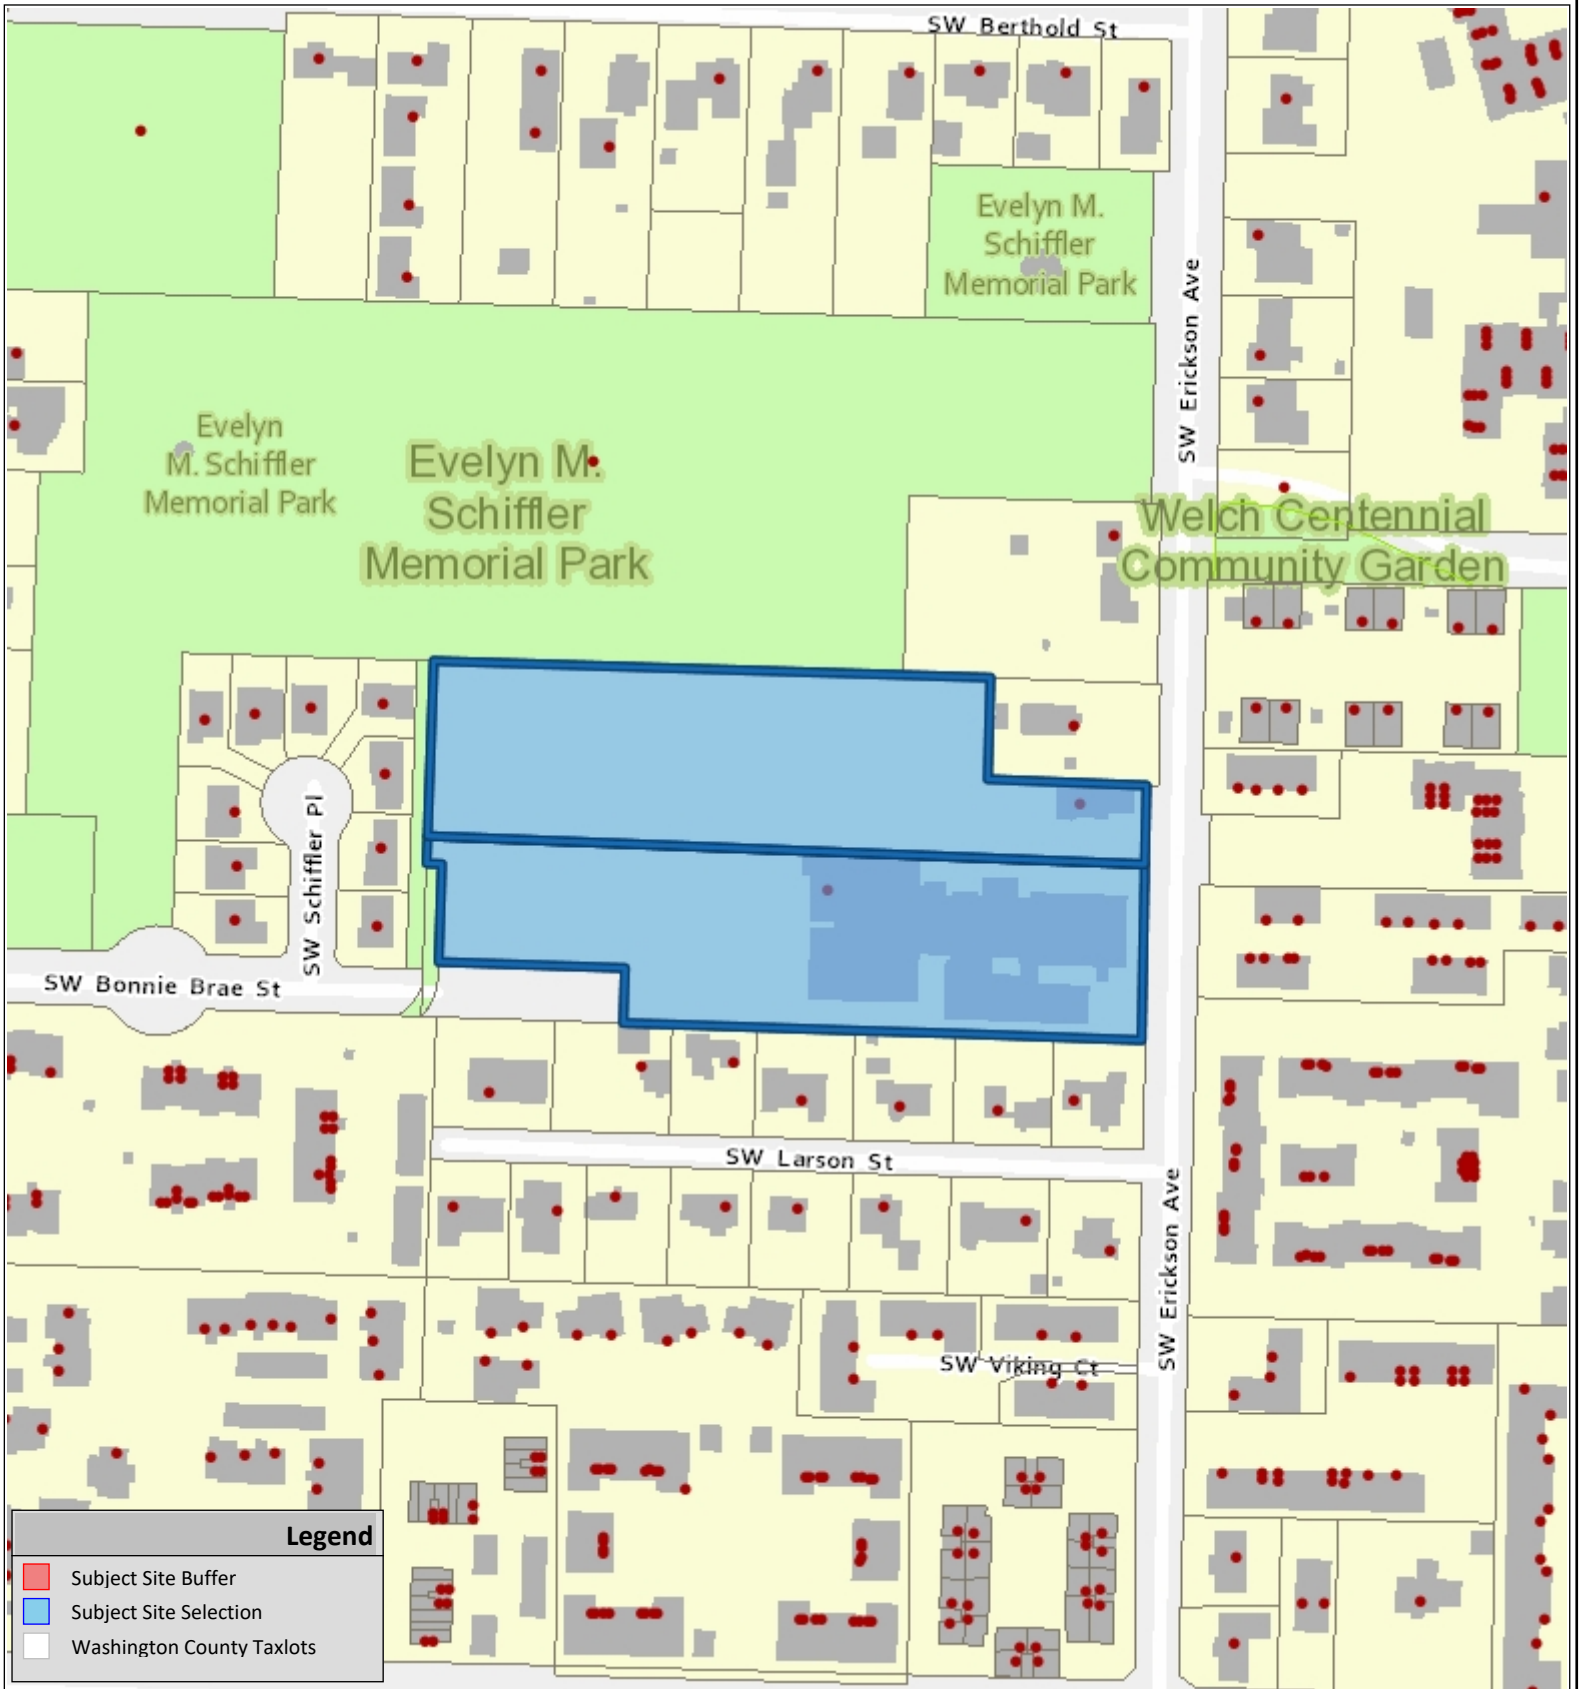 SW Berthold St
Evelyn M.
Schiffler
Memorial Park
SW Erickson Ave
Evelyn
M. Schiffler
Memorial Park
Evelyn M.
Schiffler
Memorial Park
Welch Centennial
Community Garden
SW Schiffler Pl
SW Bonnie Brae St
SW Larson St
SW Erickson Ave
SW Viking Ct
Legend
Subject Site Buffer
Subject Site Selection
Washington County Taxlots